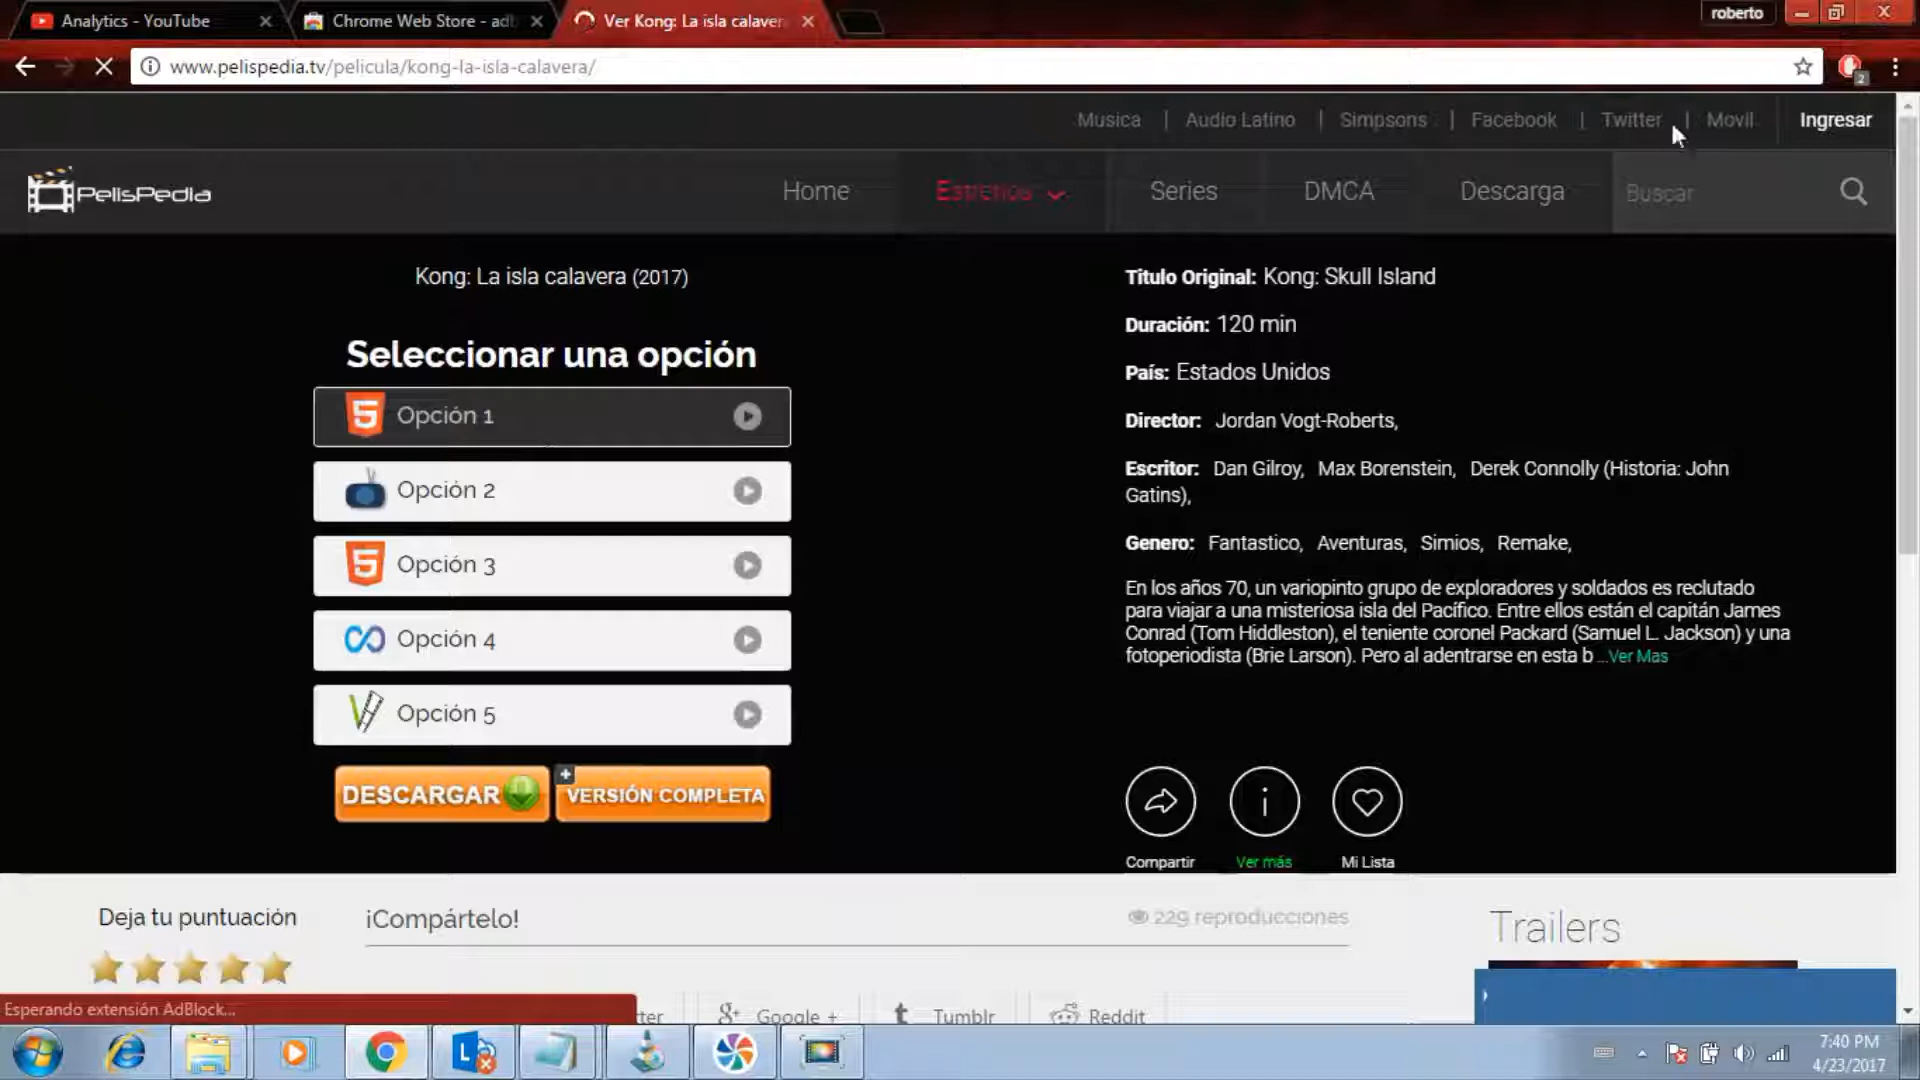 Analytics - YouTube
Chrome Web Store - adb
Ver Kong: La isla calavera
roberto
www.pelispedia.tv/pelicula/kong-la-isla-calavera/
2
Musica | Audio Latino | Simpsons | Facebook | Twitter | Movil
Ingresar
PelisPedia
Home
Estrenos
Series
DMCA
Descarga
Buscar
Kong: La isla calavera (2017)
Seleccionar una opción
Opción 1
Opción 2
Opción 3
Opción 4
Opción 5
DESCARGAR
VERSIÓN COMPLETA
Titulo Original: Kong: Skull Island
Duración: 120 min
País: Estados Unidos
Director: Jordan Vogt-Roberts,
Escritor: Dan Gilroy, Max Borenstein, Derek Connolly (Historia: John
Gatins),
Genero: Fantastico, Aventuras, Simios, Remake,
En los años 70, un variopinto grupo de exploradores y soldados es reclutado
para viajar a una misteriosa isla del Pacífico. Entre ellos están el capitán James
Conrad (Tom Hiddleston), el teniente coronel Packard (Samuel L. Jackson) y una
fotoperiodista (Brie Larson). Pero al adentrarse en esta b ...Ver Mas
Compartir
Ver más
Mi Lista
Deja tu puntuación
¡Compártelo!
229 reproducciones
Trailers
Esperando extensión AdBlock...
tter
Google +
Tumblr
Reddit
7:40 PM
4/23/2017